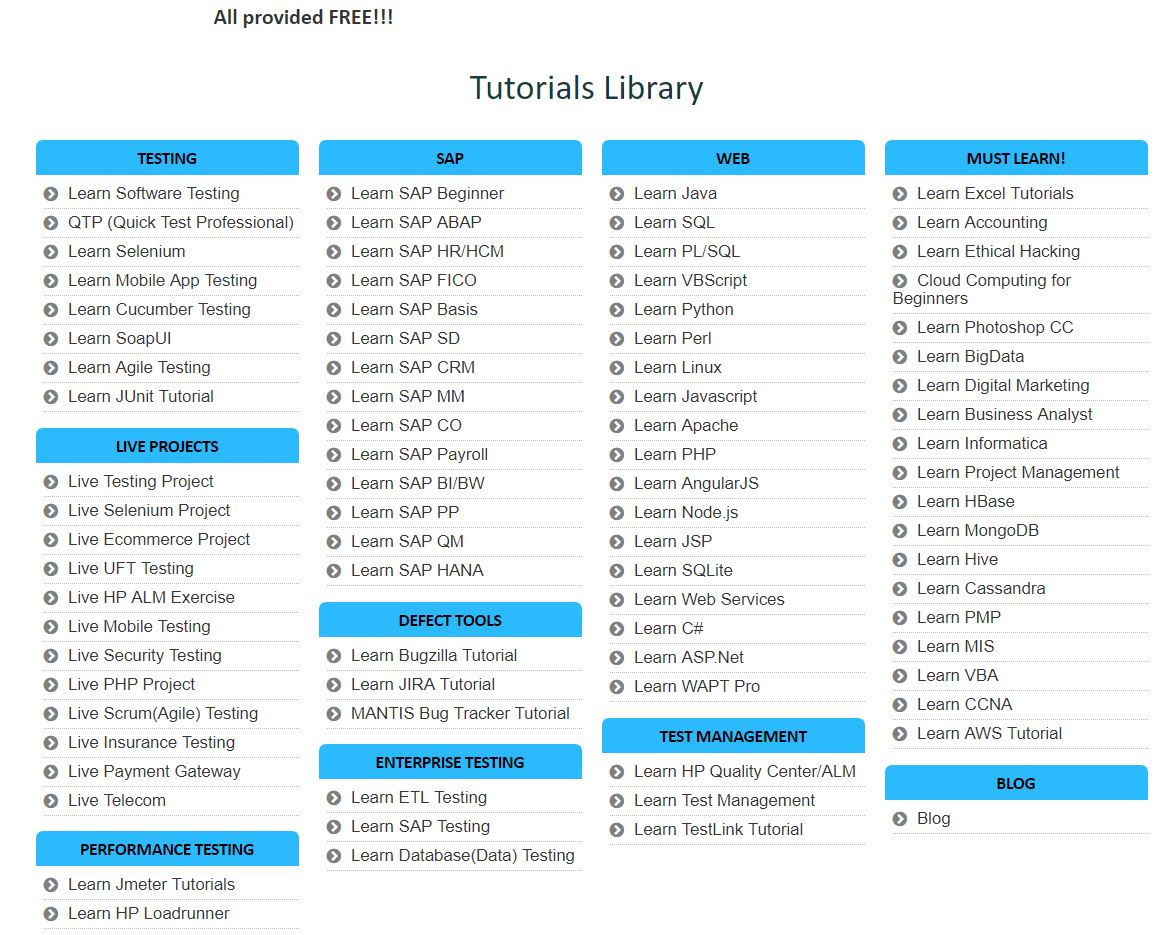 All provided FREE!!!
Tutorials Library
TESTING
Learn Software Testing
QTP (Quick Test Professional)
Learn Selenium
Learn Mobile App Testing
Learn Cucumber Testing
Learn SoapUI
Learn Agile Testing
Learn JUnit Tutorial
LIVE PROJECTS
Live Testing Project
Live Selenium Project
Live Ecommerce Project
Live UFT Testing
Live HP ALM Exercise
Live Mobile Testing
Live Security Testing
Live PHP Project
Live Scrum(Agile) Testing
Live Insurance Testing
Live Payment Gateway
Live Telecom
PERFORMANCE TESTING
Learn Jmeter Tutorials
Learn HP Loadrunner
SAP
Learn SAP Beginner
Learn SAP ABAP
Learn SAP HR/HCM
Learn SAP FICO
Learn SAP Basis
Learn SAP SD
Learn SAP CRM
Learn SAP MM
Learn SAP CO
Learn SAP Payroll
Learn SAP BI/BW
Learn SAP PP
Learn SAP QM
Learn SAP HANA
DEFECT TOOLS
Learn Bugzilla Tutorial
Learn JIRA Tutorial
MANTIS Bug Tracker Tutorial
ENTERPRISE TESTING
Learn ETL Testing
Learn SAP Testing
Learn Database(Data) Testing
WEB
Learn Java
Learn SQL
Learn PL/SQL
Learn VBScript
Learn Python
Learn Perl
Learn Linux
Learn Javascript
Learn Apache
Learn PHP
Learn AngularJS
Learn Node.js
Learn JSP
Learn SQLite
Learn Web Services
Learn C#
Learn ASP.Net
Learn WAPT Pro
TEST MANAGEMENT
Learn HP Quality Center/ALM
Learn Test Management
Learn TestLink Tutorial
MUST LEARN!
Learn Excel Tutorials
Learn Accounting
Learn Ethical Hacking
Cloud Computing for
Beginners
Learn Photoshop CC
Learn BigData
Learn Digital Marketing
Learn Business Analyst
Learn Informatica
Learn Project Management
Learn HBase
Learn MongoDB
Learn Hive
Learn Cassandra
Learn PMP
Learn MIS
Learn VBA
Learn CCNA
Learn AWS Tutorial
BLOG
Blog